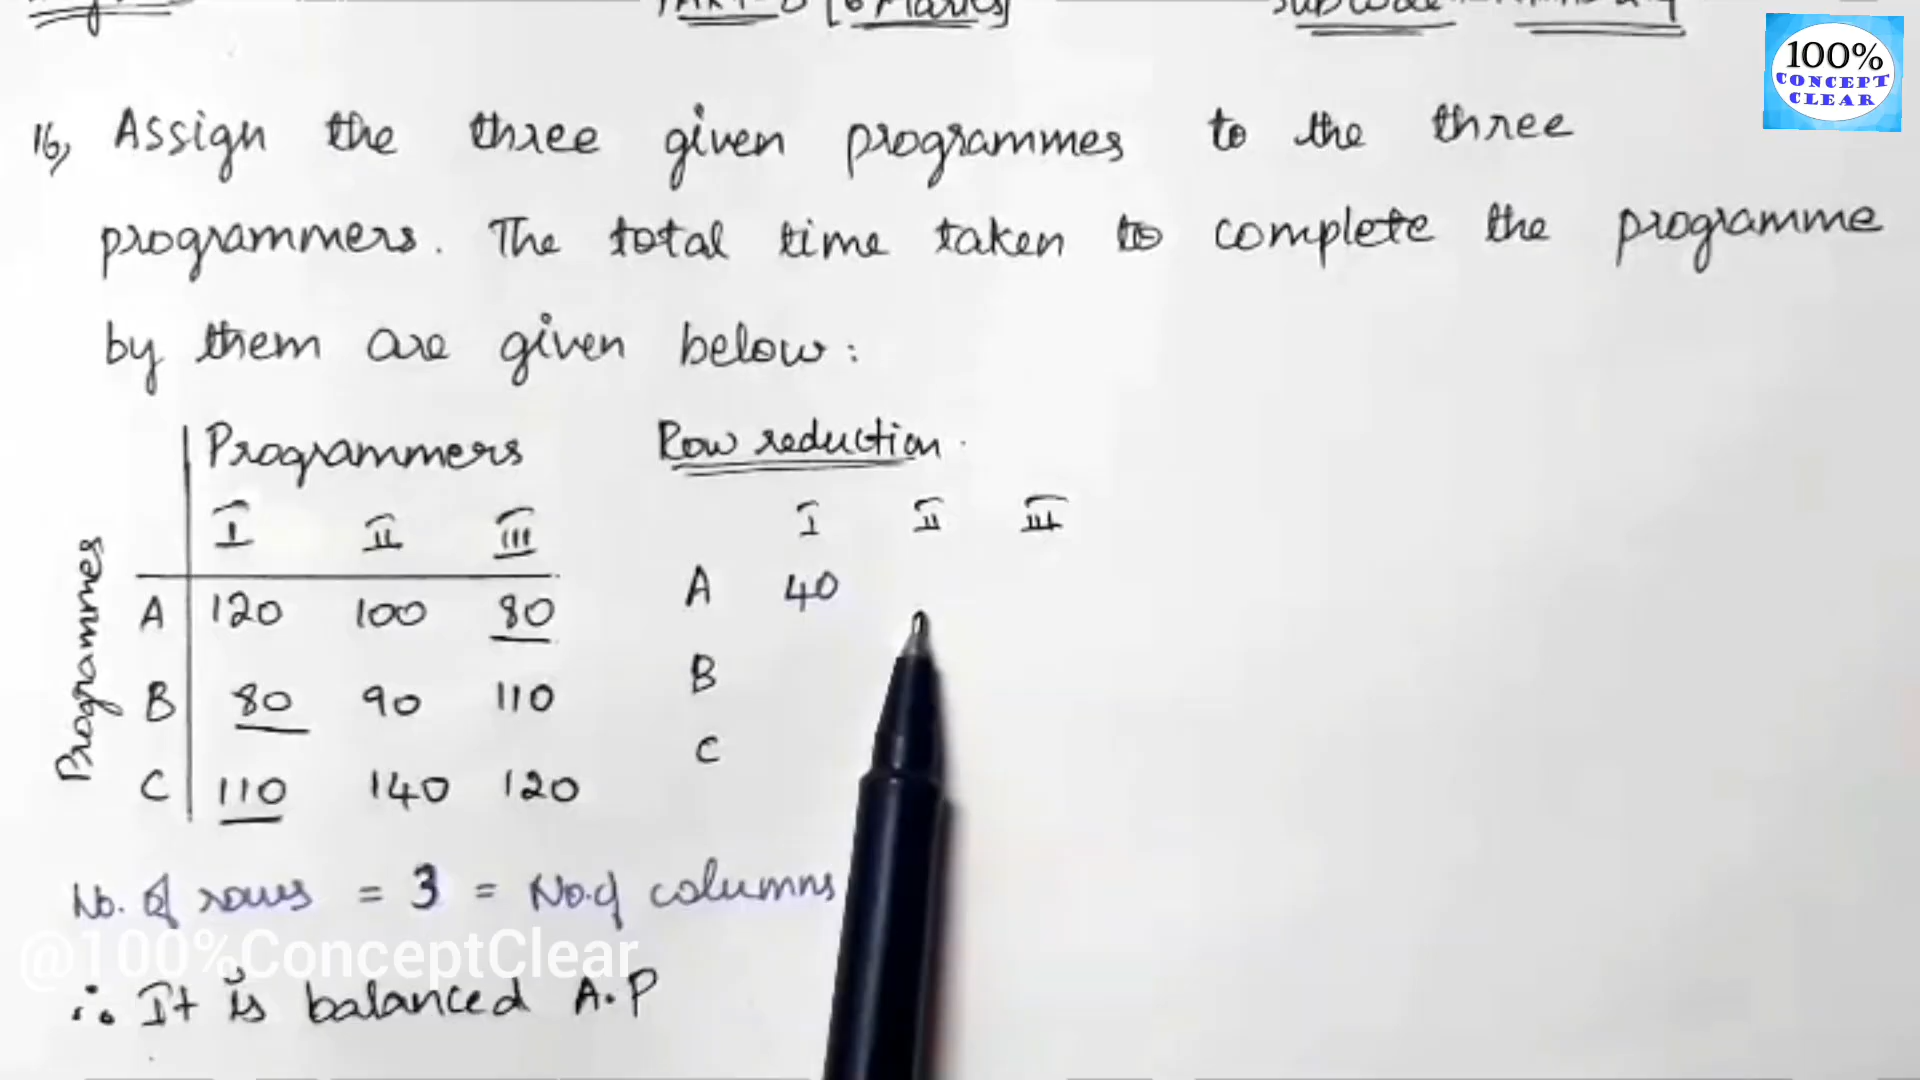 100%
CONCEPT
CLEAR
16, Assign the three given programmes to the three
programmers. The total time taken to complete the programme
by them are given below:
Programmers
I II III
Programmes
A 120 100 80
B 80 90 110
C 110 140 120
Row reduction.
I II III
A 40
B
C
No. of rows = 3 = No. of columns
@100%ConceptClear
∴ It is balanced A.P